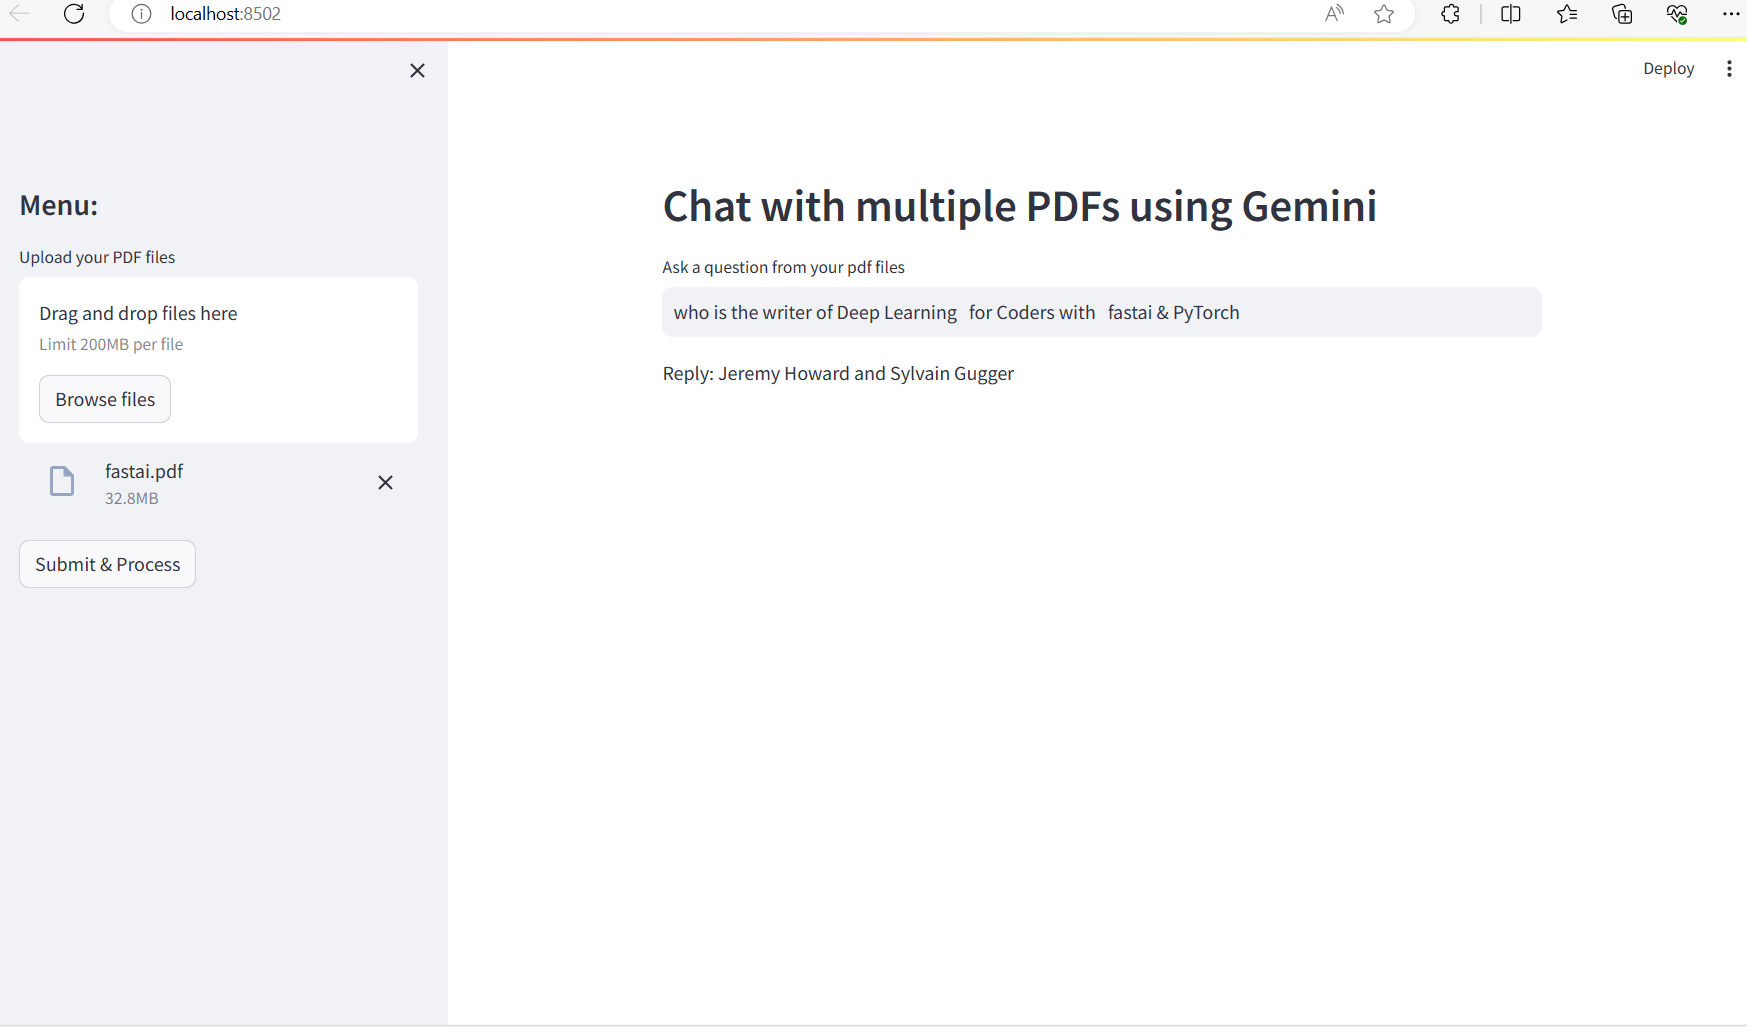 localhost:8502
Deploy
Menu:
Upload your PDF files
Drag and drop files here
Limit 200MB per file
Browse files
fastai.pdf
32.8MB
Submit & Process
Chat with multiple PDFs using Gemini
Ask a question from your pdf files
who is the writer of Deep Learning  for Coders with  fastai & PyTorch
Reply: Jeremy Howard and Sylvain Gugger